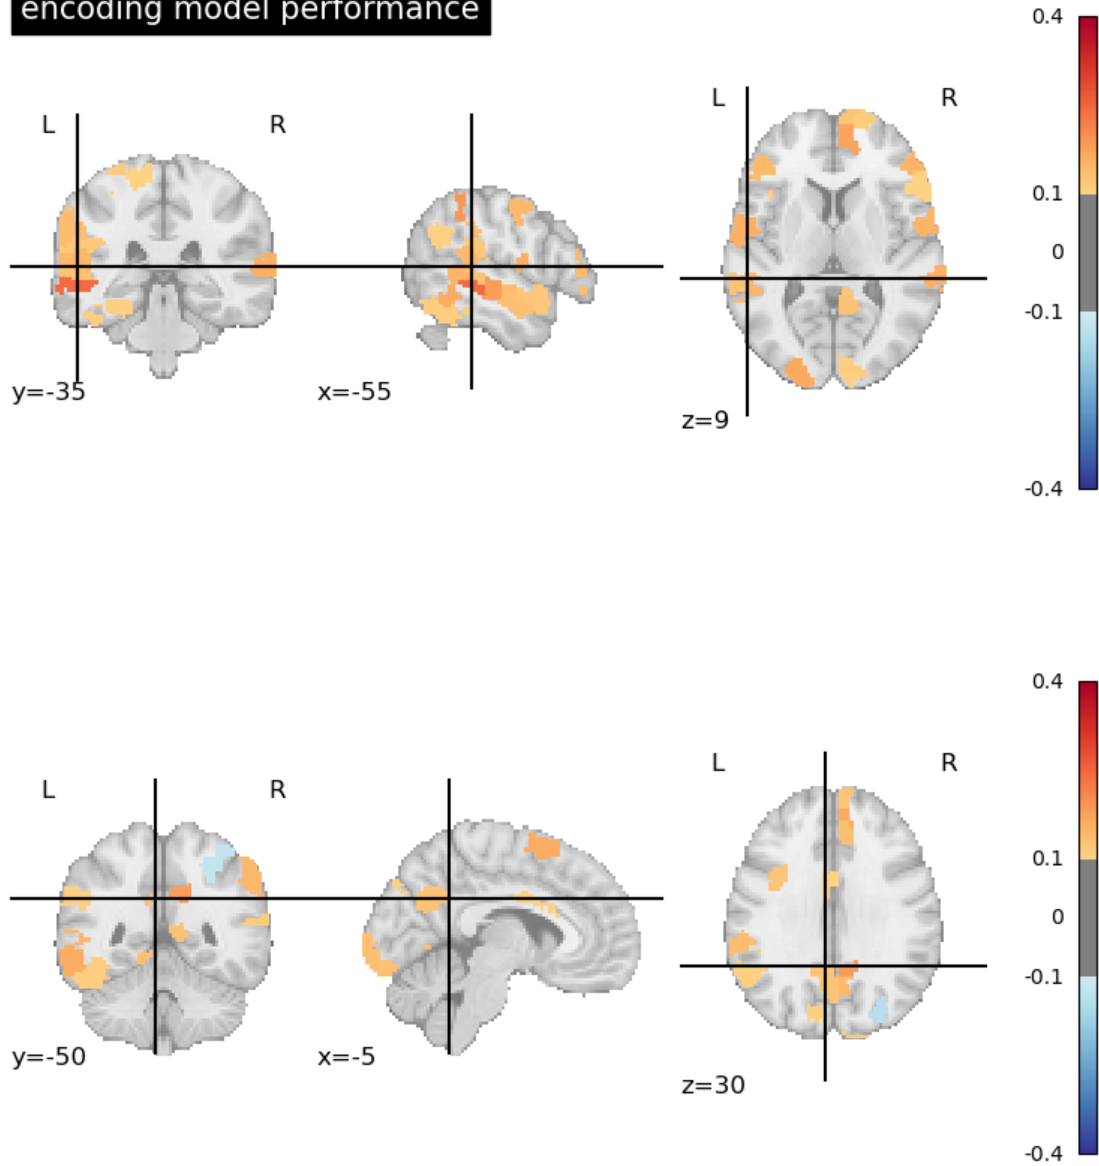 encoding model performance
L R
L R
y=-35
x=-55
z=9
0.4
0.1
0
-0.1
-0.4
L R
L R
y=-50
x=-5
z=30
0.4
0.1
0
-0.1
-0.4